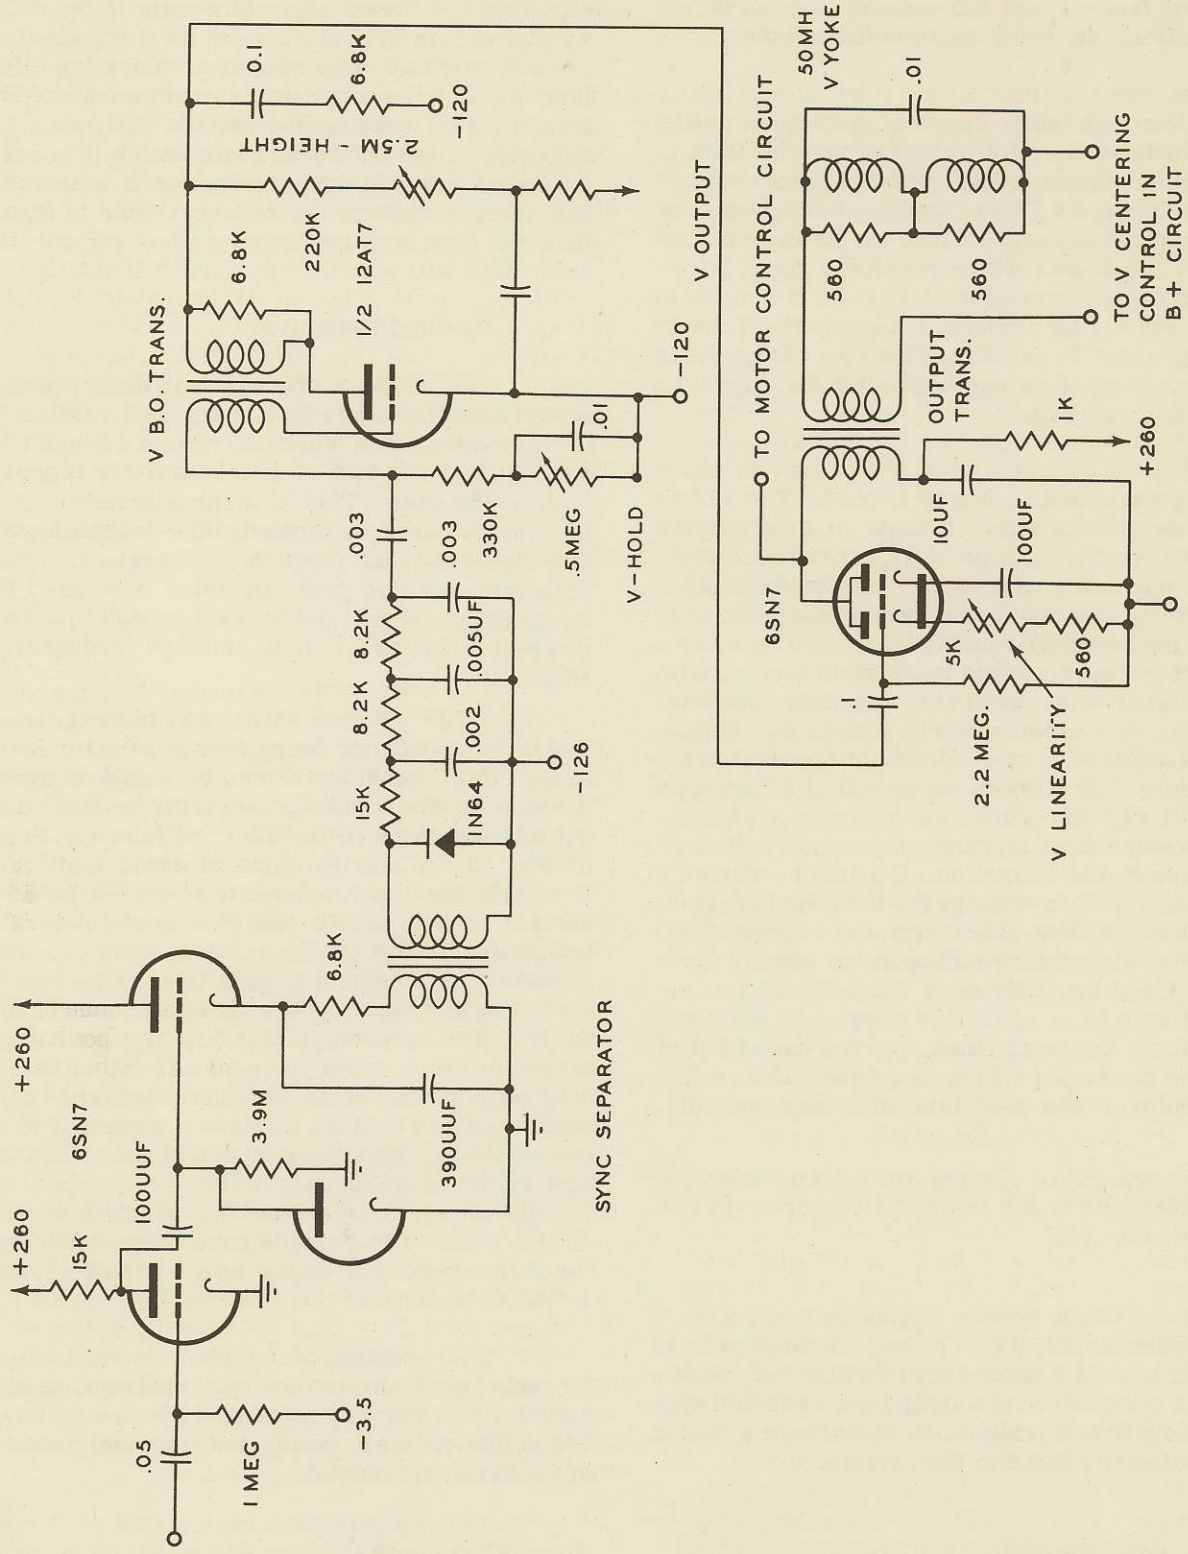 .05
1 MEG
-3.5
+260
15K
100UUF
6SN7
+260
3.9M
390UUF
6.8K
SYNC SEPARATOR
1N64
15K
.002
-126
8.2K
.005UF
8.2K
.003
.003
330K
.5MEG
V-HOLD
.01
-120
V B.O. TRANS.
6.8K
1/2 12AT7
220K
2.5M - HEIGHT
0.1
6.8K
-120
V OUTPUT
.1
2.2 MEG.
V LINEARITY
6SN7
5K
560
100UF
10UF
1K
+260
TO MOTOR CONTROL CIRCUIT
OUTPUT
TRANS.
560
560
.01
50MH
V YOKE
TO V CENTERING
CONTROL IN
B+ CIRCUIT